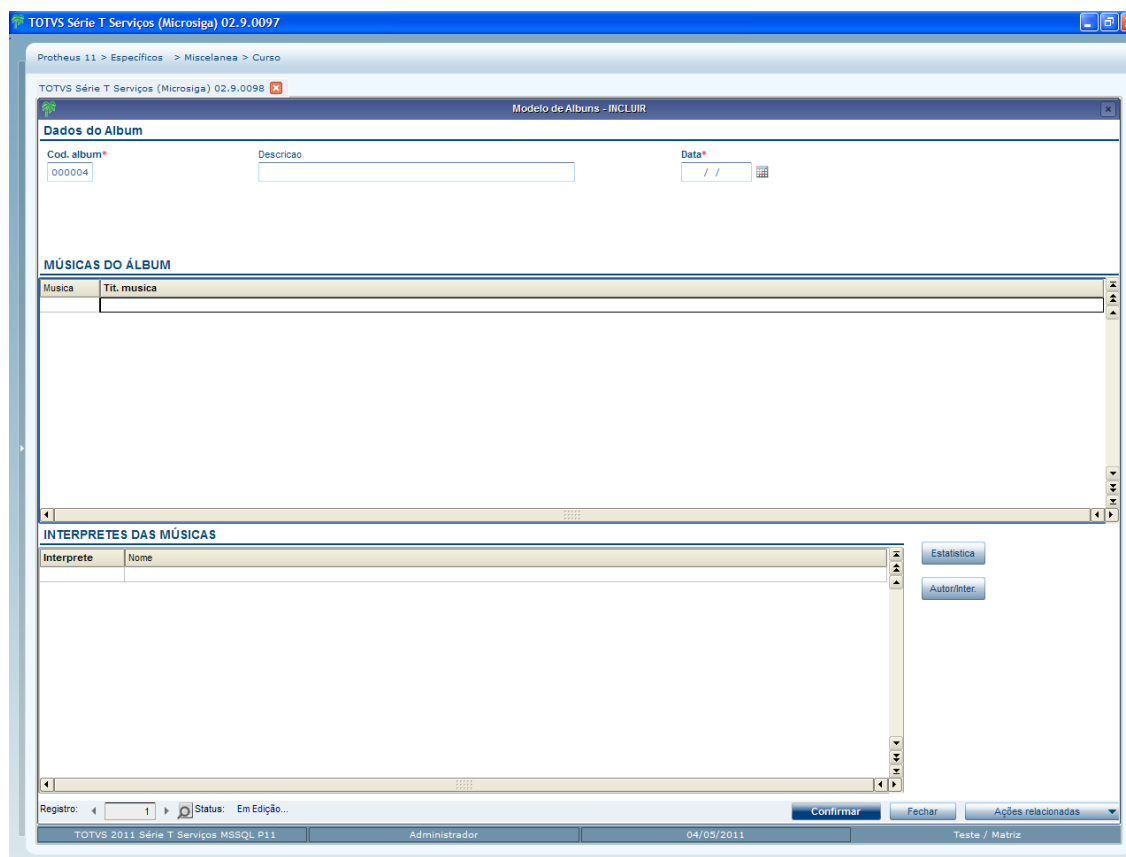 TOTVS Série T Serviços (Microsiga) 02.9.0097
Protheus 11 > Específicos > Miscelanea > Curso
TOTVS Série T Serviços (Microsiga) 02.9.0098
Modelo de Albuns - INCLUIR
Dados do Album
Cod. album* Descricao Data*
000004 / /
MÚSICAS DO ÁLBUM
Musica Tit. musica
INTERPRETES DAS MÚSICAS
Interprete Nome
Estatistica
Autor/Inter.
Registro: 1 Status: Em Edição...
Confirmar Fechar Ações relacionadas
TOTVS 2011 Série T Serviços MSSQL P11 Administrador 04/05/2011 Teste / Matriz